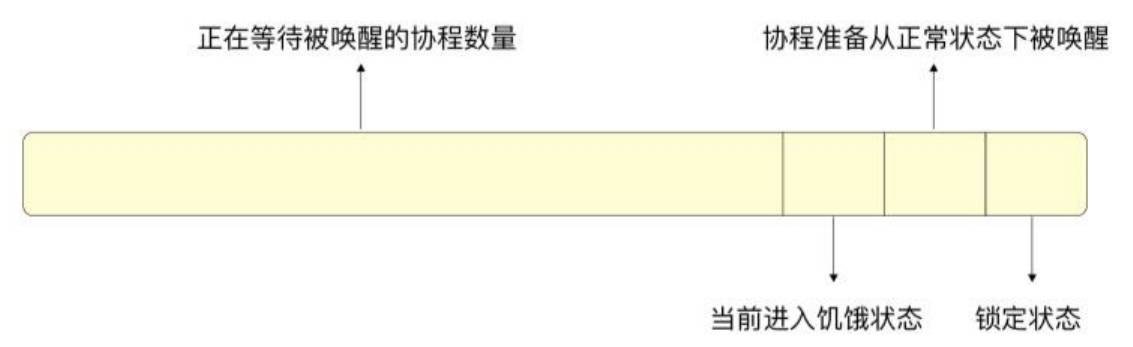 正在等待被唤醒的协程数量
协程准备从正常状态下被唤醒
当前进入饥饿状态
锁定状态